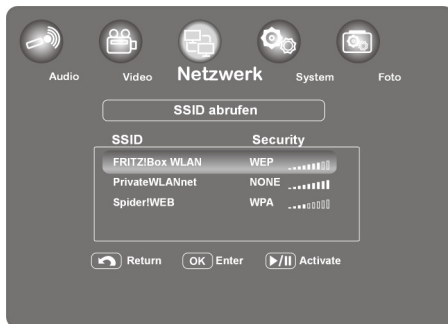 Audio Video Netzwerk System Foto
SSID abrufen
SSID Security
FRITZ!Box WLAN WEP
PrivateWLANnet NONE
Spider!WEB WPA
Return OK Enter ▶/II Activate